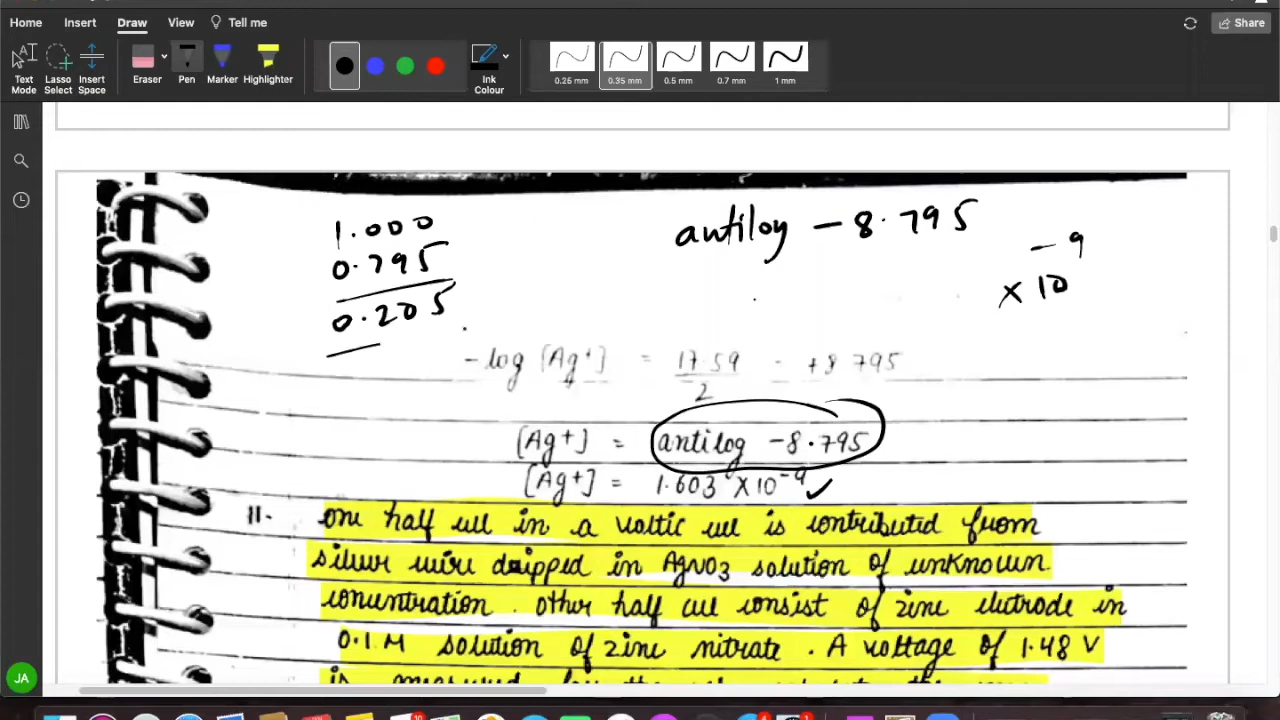 Home Insert Draw View Tell me Share
Text Mode Lasso Select Insert Space Eraser Pen Marker Highlighter Ink Colour 0.25 mm 0.35 mm 0.5 mm 0.7 mm 1 mm
1.000
0.795
0.205
antilog - 8.795
-9
× 10
-log [Ag+] = 17.59 - +8 795
2
[Ag+] = antilog -8.795
[Ag+] = 1.603 × 10-9 ✓
11. one half cell in a voltic cell is contributed from
silver wire dripped in AgNO3 solution of unknown
conuntration. Other half cell consist of zinc electrode in
0.1 M solution of zinc nitrate. A voltage of 1.48 V
is measured
JA